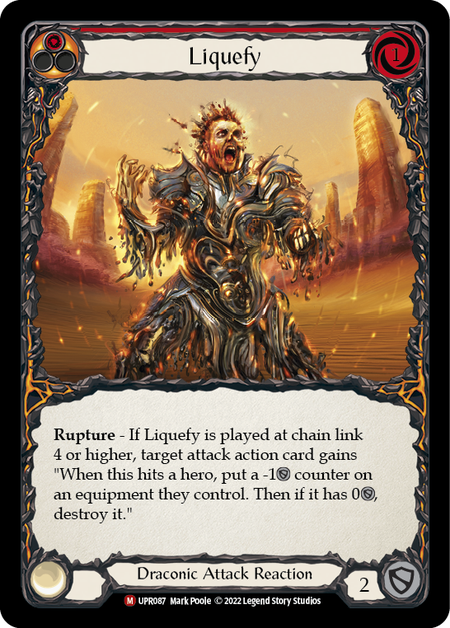 1
Liquefy
Rupture - If Liquefy is played at chain link
4 or higher, target attack action card gains
"When this hits a hero, put a -1 counter on
an equipment they control. Then if it has 0,
destroy it."
Draconic Attack Reaction
2
M UPR087 Mark Poole © 2022 Legend Story Studios